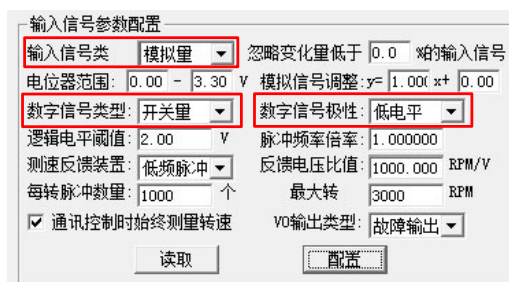 输入信号参数配置
输入信号类 模拟量 忽略变化量低于 0.0 %的输入信号
电位器范围: 0.00 - 3.30 V 模拟信号调整:y= 1.00( x+ 0.00
数字信号类型: 开关量 数字信号极性: 低电平
逻辑电平阈值: 2.00 V 脉冲频率倍率: 1.000000
测速反馈装置: 低频脉冲 反馈电压比值: 1000.000 RPM/V
每转脉冲数量: 1000 个 最大转 3000 RPM
通讯控制时始终测量转速 VO输出类型: 故障输出
读取 配置